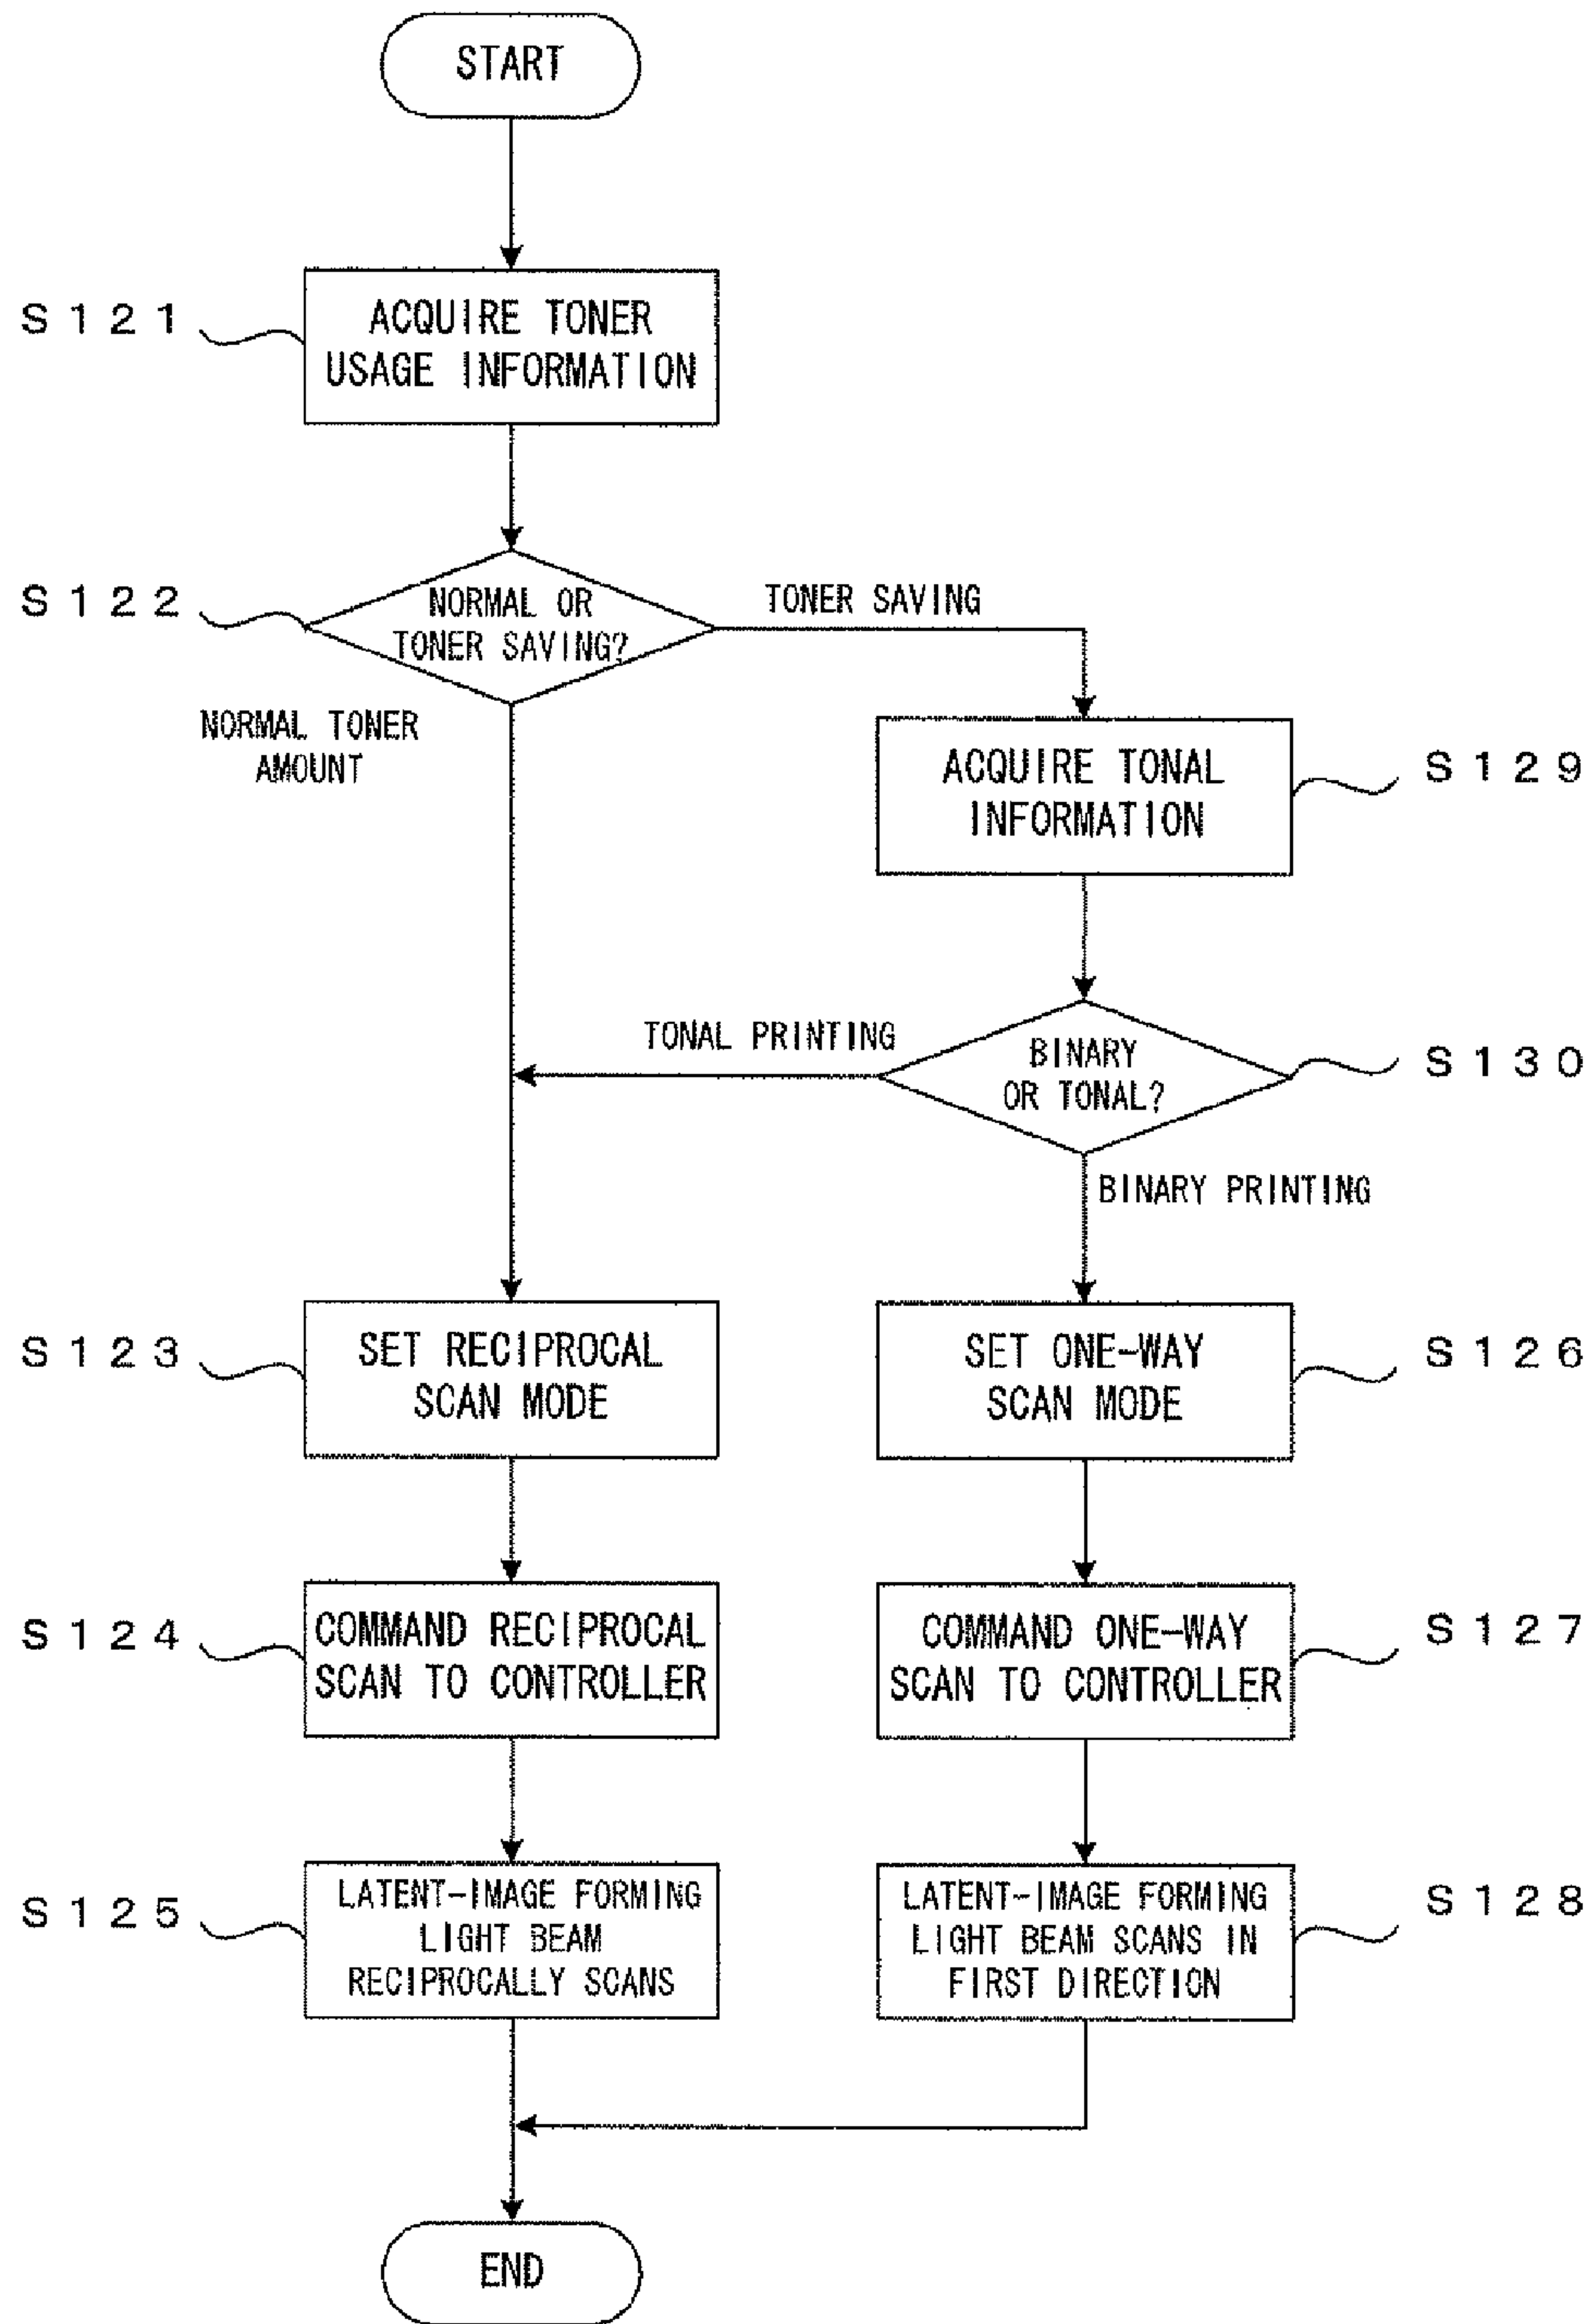 START
S121
ACQUIRE TONER
USAGE INFORMATION
S122
NORMAL OR
TONER SAVING?
TONER SAVING
NORMAL TONER
AMOUNT
ACQUIRE TONAL
INFORMATION
S129
TONAL PRINTING
BINARY
OR TONAL?
S130
BINARY PRINTING
S123
SET RECIPROCAL
SCAN MODE
SET ONE-WAY
SCAN MODE
S126
S124
COMMAND RECIPROCAL
SCAN TO CONTROLLER
COMMAND ONE-WAY
SCAN TO CONTROLLER
S127
S125
LATENT-IMAGE FORMING
LIGHT BEAM
RECIPROCALLY SCANS
LATENT-IMAGE FORMING
LIGHT BEAM SCANS IN
FIRST DIRECTION
S128
END